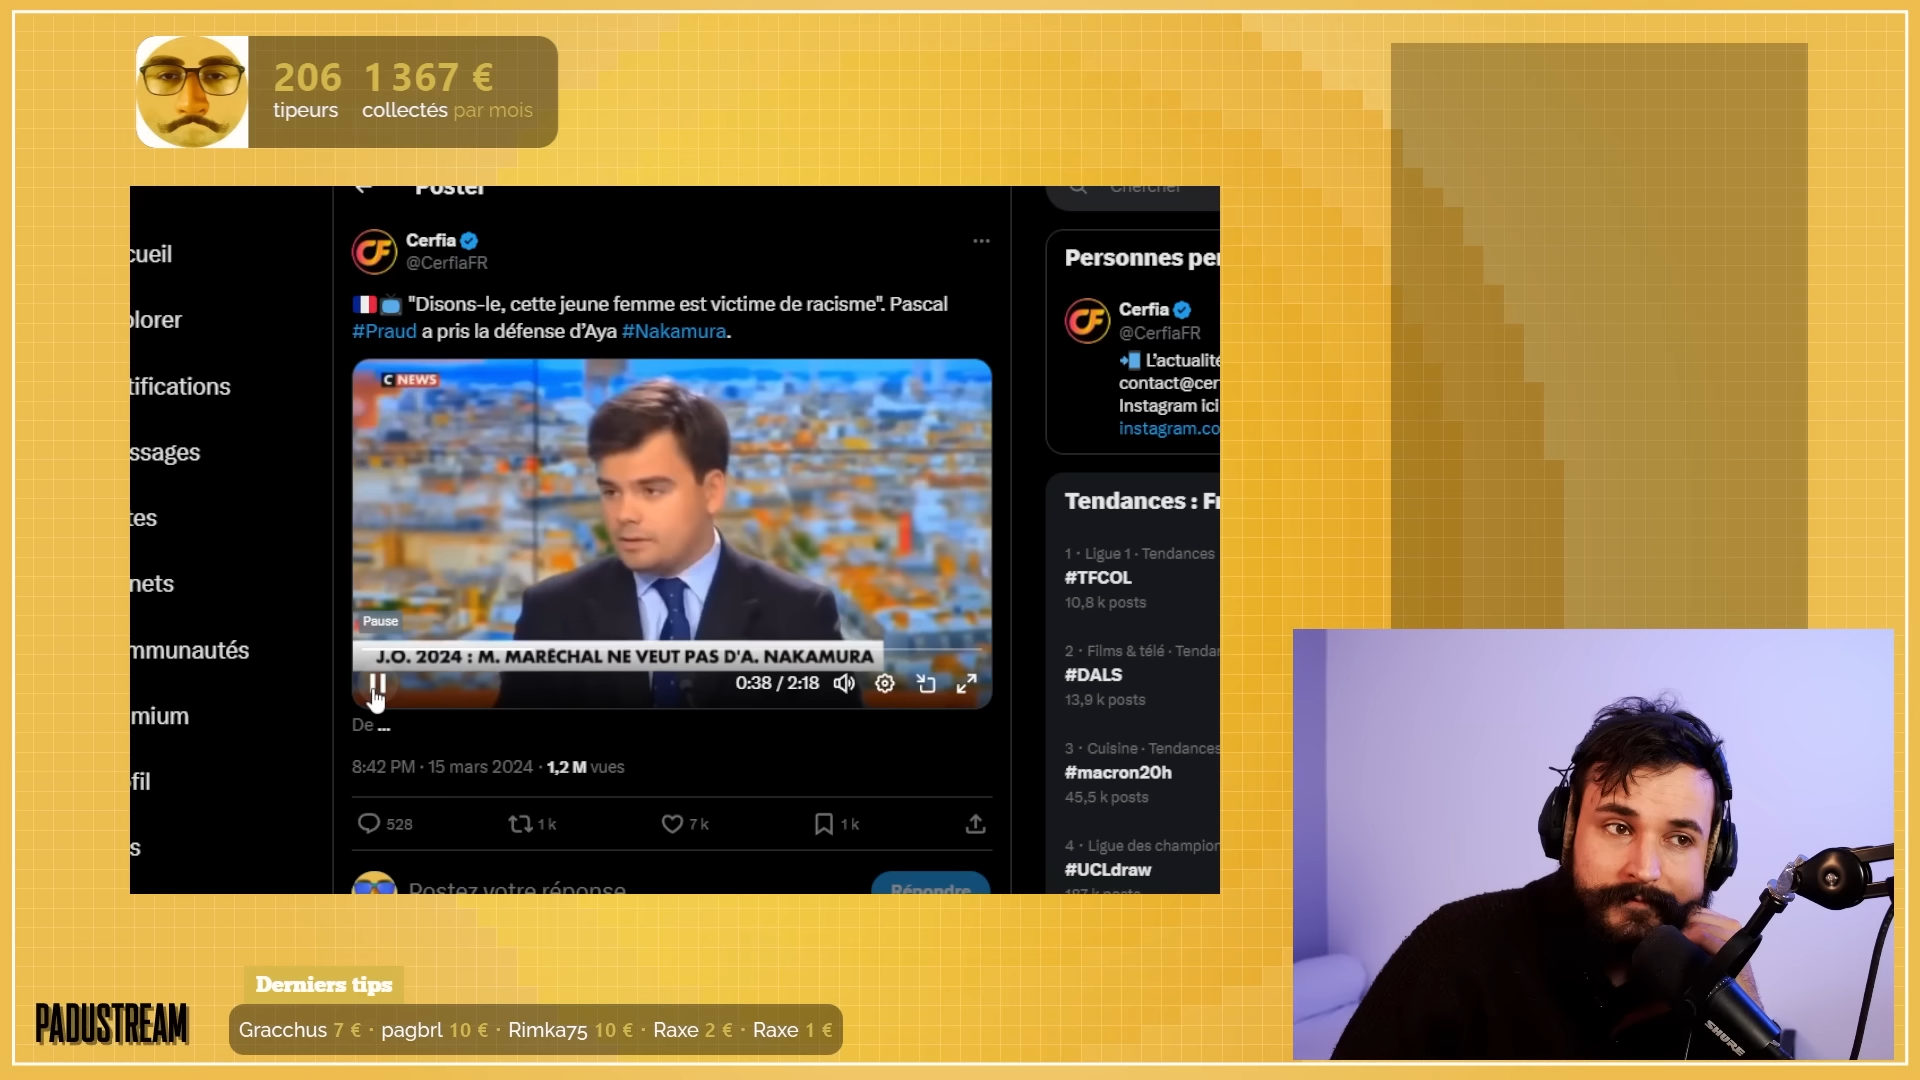 206 1 367 €
tipeurs collectés par mois
Poster
Chercher
cueil
plorer
tifications
ssages
tes
nets
mmunautés
mium
fil
s
Cerfia
@CerfiaFR
"Disons-le, cette jeune femme est victime de racisme". Pascal
#Praud a pris la défense d'Aya #Nakamura.
C NEWS
Pause
J.O. 2024 : M. MARÉCHAL NE VEUT PAS D'A. NAKAMURA
0:38 / 2:18
De ...
8:42 PM · 15 mars 2024 · 1,2 M vues
528 1 k 7 k 1 k
Postez votre réponse
Répondre
Personnes per
Cerfia
@CerfiaFR
L'actualité
contact@cer
Instagram ici
instagram.co
Tendances : Fr
1 · Ligue 1 · Tendances
#TFCOL
10,8 k posts
2 · Films & télé · Tendan
#DALS
13,9 k posts
3 · Cuisine · Tendances
#macron20h
45,5 k posts
4 · Ligue des champion
#UCLdraw
187 k posts
SHURE
Derniers tips
PADUSTREAM
Gracchus 7 € · pagbrl 10 € · Rimka75 10 € · Raxe 2 € · Raxe 1 €